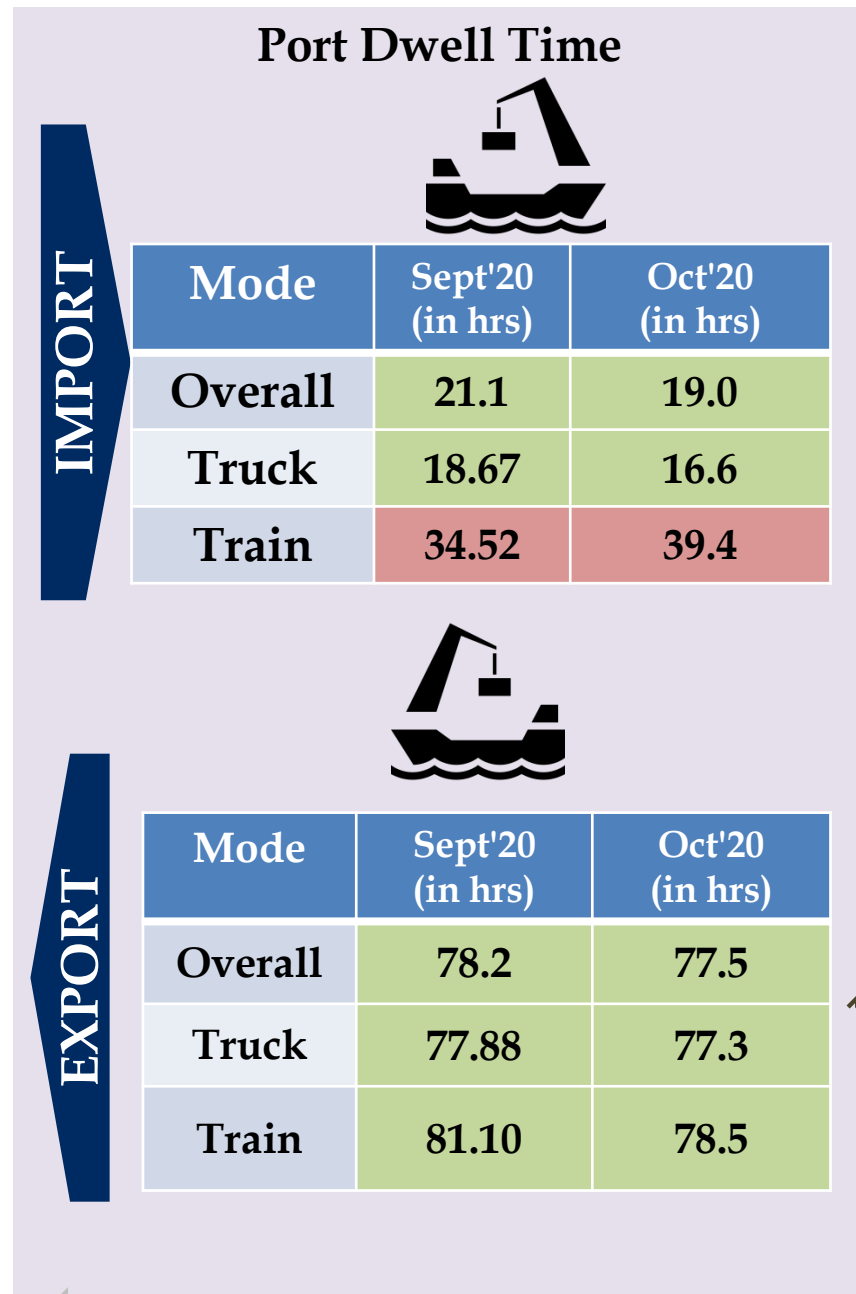 Port Dwell Time
IMPORT
Mode Sept'20 (in hrs) Oct'20 (in hrs)
Overall 21.1 19.0
Truck 18.67 16.6
Train 34.52 39.4
EXPORT
Mode Sept'20 (in hrs) Oct'20 (in hrs)
Overall 78.2 77.5
Truck 77.88 77.3
Train 81.10 78.5